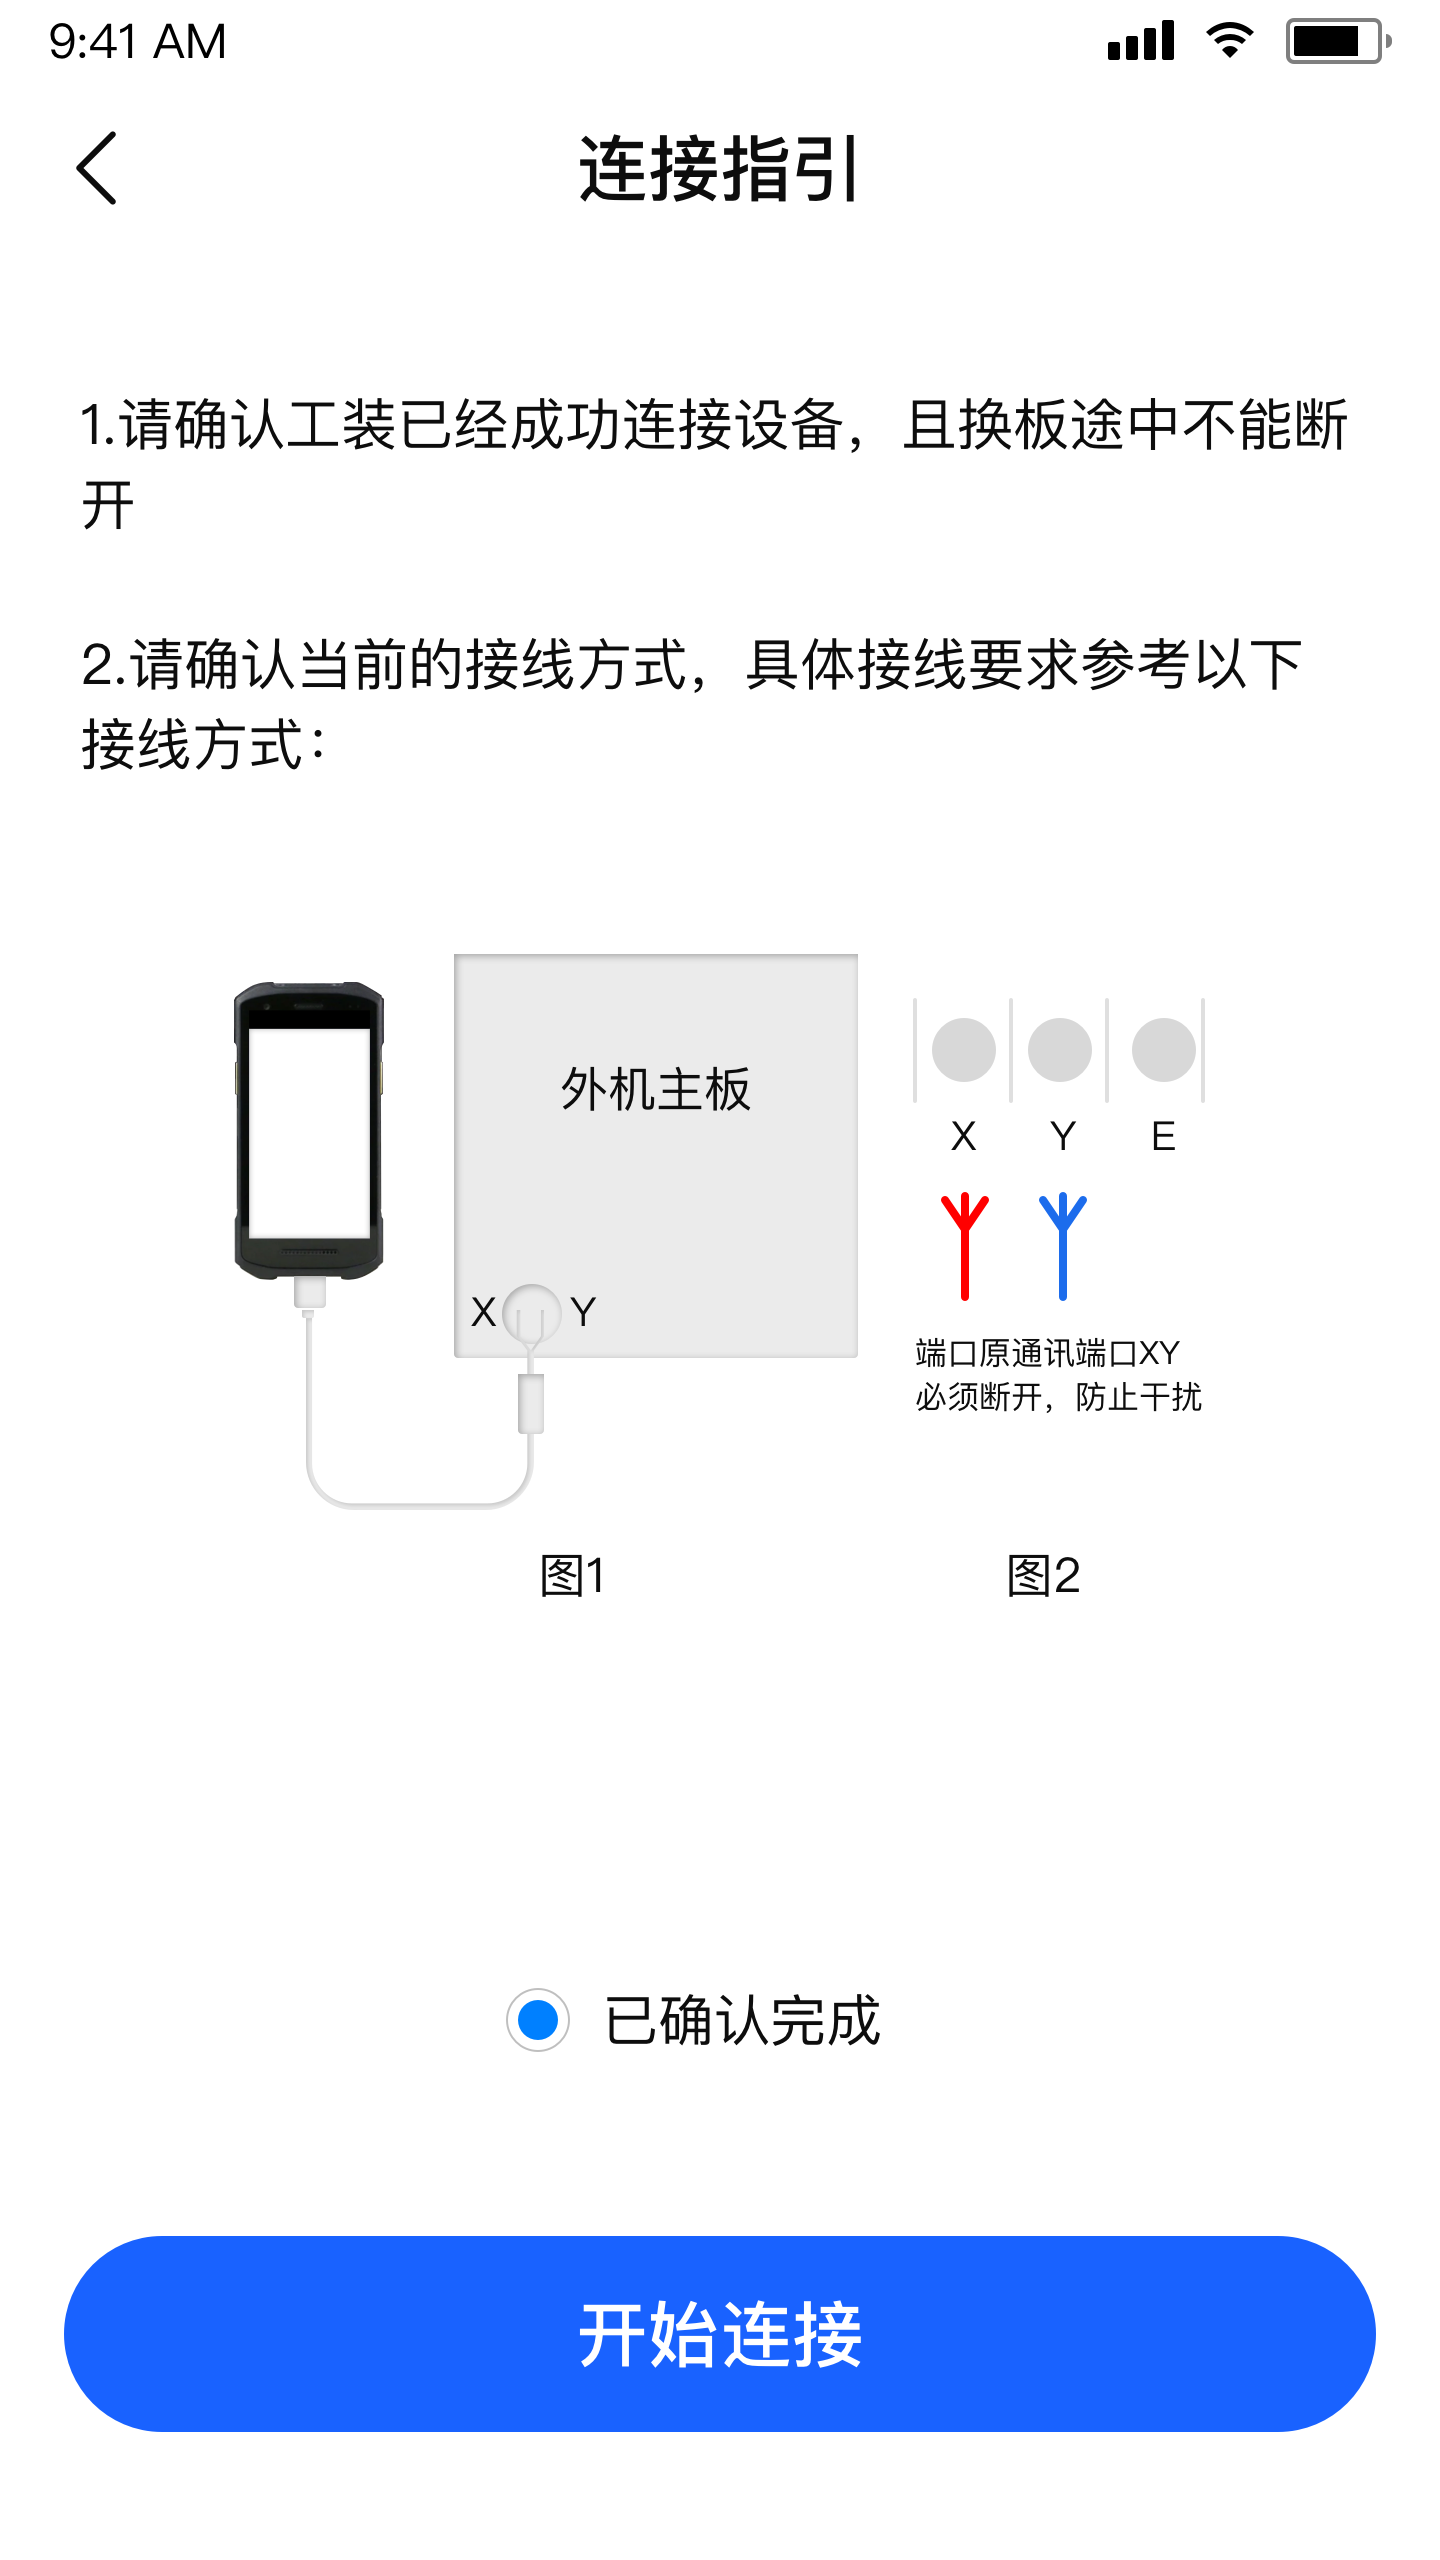 9:41 AM
连接指引
1.请确认工装已经成功连接设备，且换板途中不能断
开
2.请确认当前的接线方式，具体接线要求参考以下
接线方式：
外机主板
X Y
X Y E
端口原通讯端口XY
必须断开，防止干扰
图1
图2
已确认完成
开始连接